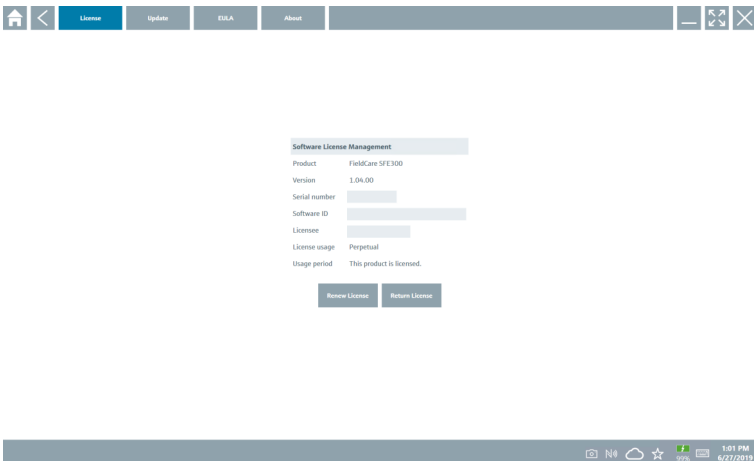 License Update EULA About
Software License Management
Product FieldCare SFE300
Version 1.04.00
Serial number
Software ID
Licensee
License usage Perpetual
Usage period This product is licensed.
Renew License Return License
1:01 PM
99% 6/27/2019